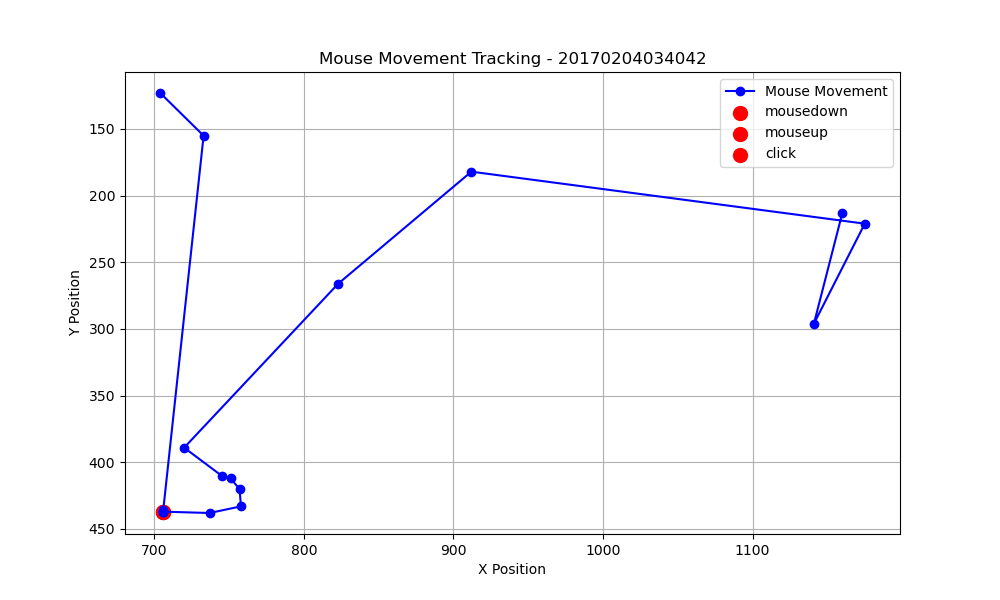 Mouse Movement Tracking - 20170204034042
Mouse Movement
mousedown
mouseup
click
150
200
250
300
350
400
450
Y Position
700 800 900 1000 1100
X Position